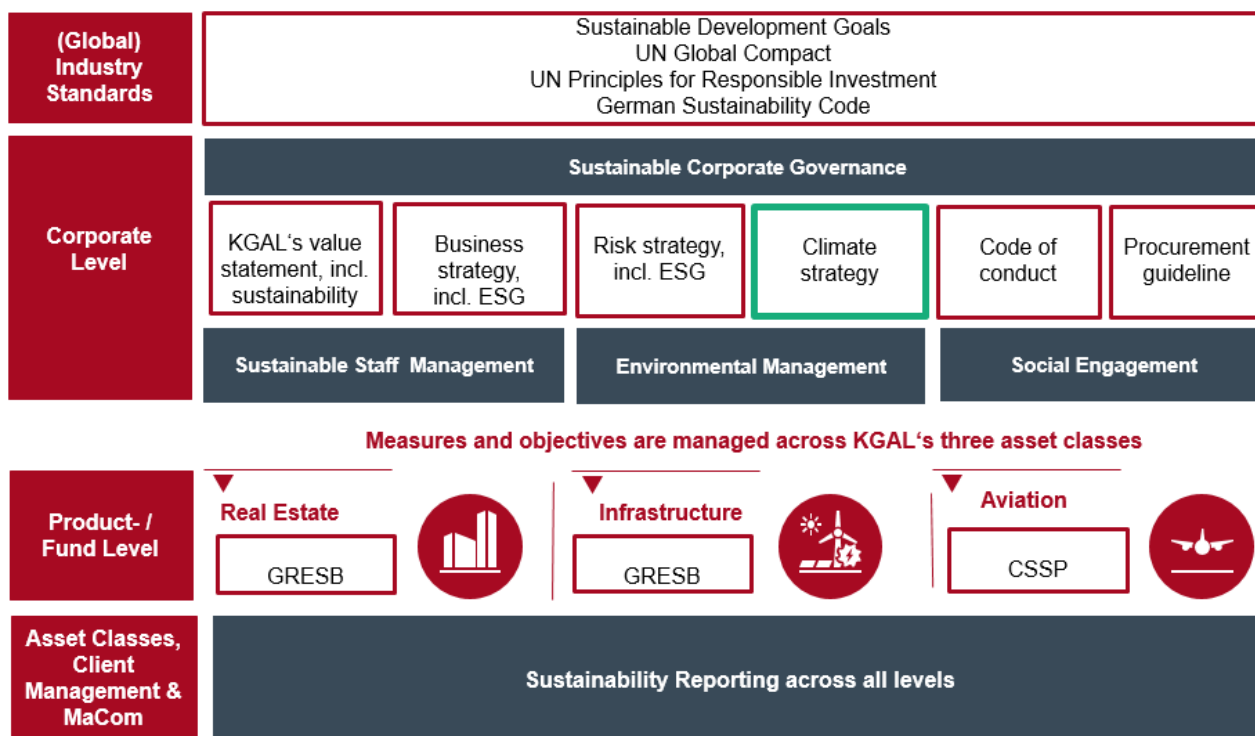 (Global)
Industry
Standards
Sustainable Development Goals
UN Global Compact
UN Principles for Responsible Investment
German Sustainability Code
Corporate
Level
Sustainable Corporate Governance
KGAL‘s value
statement, incl.
sustainability
Business
strategy,
incl. ESG
Risk strategy,
incl. ESG
Climate
strategy
Code of
conduct
Procurement
guideline
Sustainable Staff Management
Environmental Management
Social Engagement
Measures and objectives are managed across KGAL‘s three asset classes
Product- /
Fund Level
Real Estate
GRESB
Infrastructure
GRESB
Aviation
CSSP
Asset Classes,
Client
Management &
MaCom
Sustainability Reporting across all levels